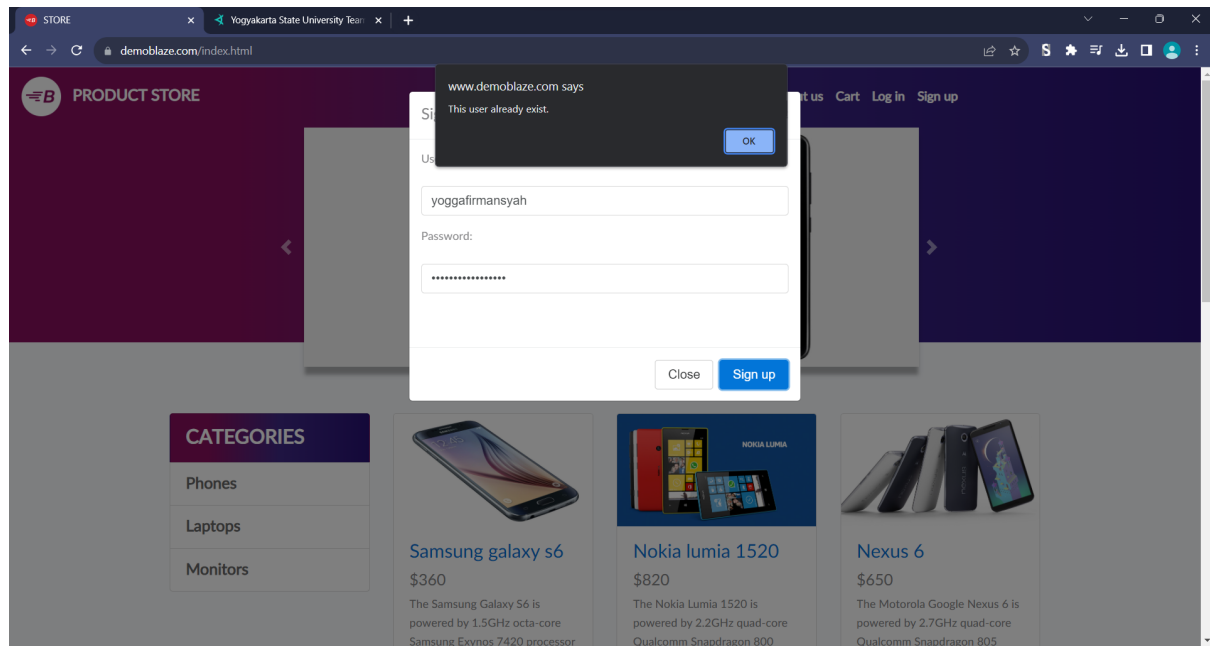 STORE
Yogyakarta State University Team
demoblaze.com/index.html
PRODUCT STORE
Cart Log in Sign up
www.demoblaze.com says
This user already exist.
OK
yoggafirmansyah
Password:
••••••••••••••••
Close Sign up
CATEGORIES
Phones
Laptops
Monitors
NOKIA LUMIA
Samsung galaxy s6
$360
The Samsung Galaxy S6 is
powered by 1.5GHz octa-core
Samsung Exynos 7420 processor
Nokia lumia 1520
$820
The Nokia Lumia 1520 is
powered by 2.2GHz quad-core
Qualcomm Snapdragon 800
Nexus 6
$650
The Motorola Google Nexus 6 is
powered by 2.7GHz quad-core
Qualcomm Snapdragon 805